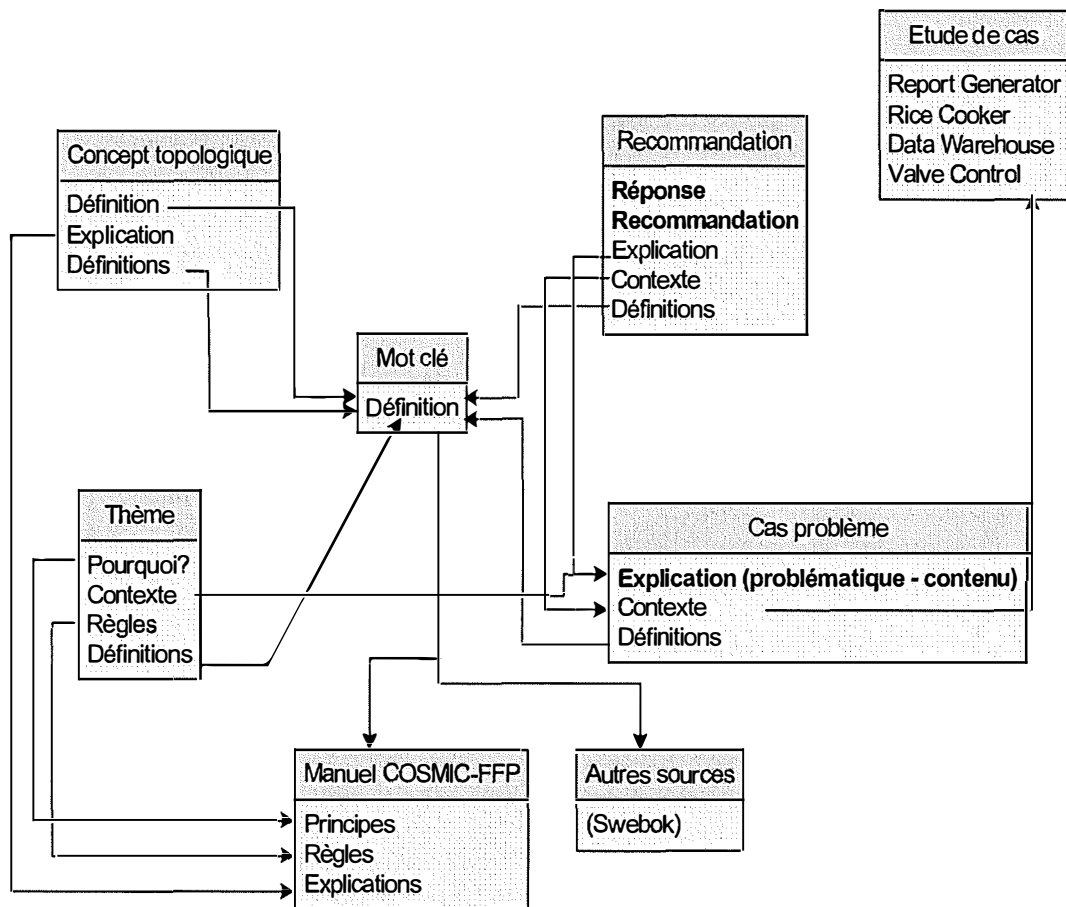 Etude de cas
Report Generator
Rice Cooker
Data Warehouse
Valve Control
Concept topologique
Définition
Explication
Définitions
Recommandation
Réponse
Recommandation
Explication
Contexte
Définitions
Mot clé
Définition
Thème
Pourquoi?
Contexte
Règles
Définitions
Cas problème
Explication (problématique - contenu)
Contexte
Définitions
Manuel COSMIC-FFP
Principes
Règles
Explications
Autres sources
(Swebok)